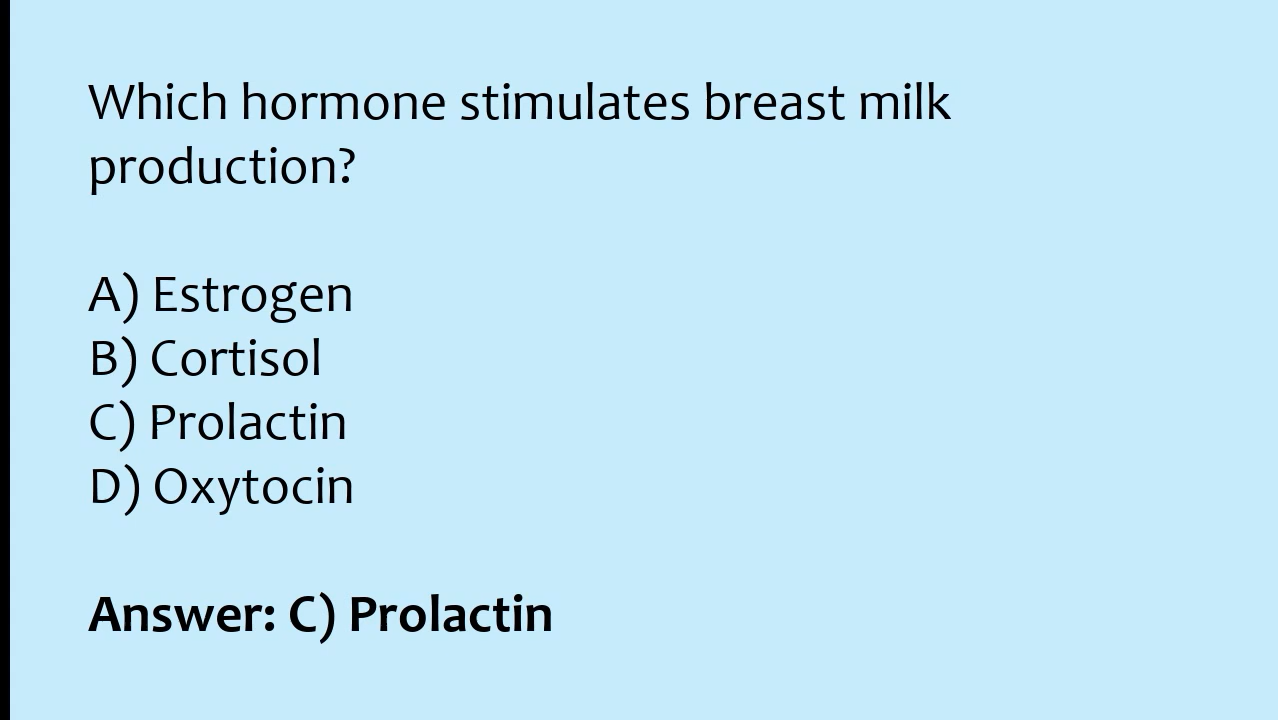 Which hormone stimulates breast milk
production?
A) Estrogen
B) Cortisol
C) Prolactin
D) Oxytocin
Answer: C) Prolactin